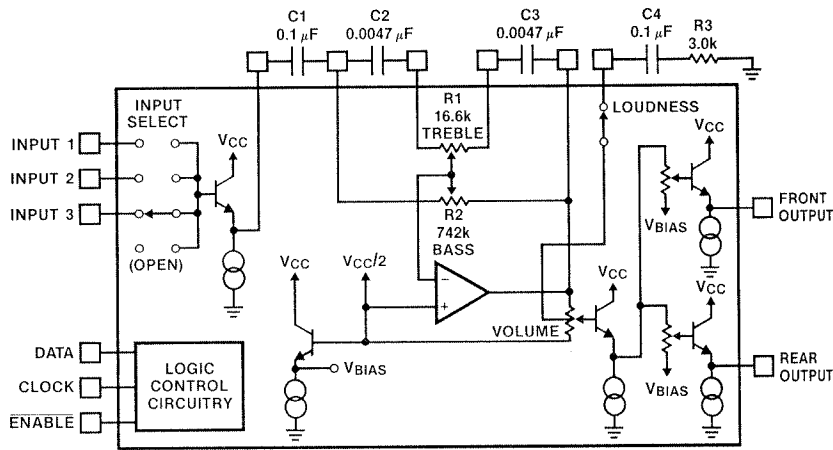 C1
0.1 µF
C2
0.0047 µF
C3
0.0047 µF
C4
0.1 µF
R3
3.0k
INPUT
SELECT
R1
16.6k
TREBLE
LOUDNESS
INPUT 1
INPUT 2
INPUT 3
(OPEN)
VCC
VCC
VBIAS
FRONT
OUTPUT
R2
742k
BASS
VCC
VCC/2
−
+
VOLUME
VCC
VCC
VBIAS
REAR
OUTPUT
VBIAS
DATA
CLOCK
ENABLE
LOGIC
CONTROL
CIRCUITRY